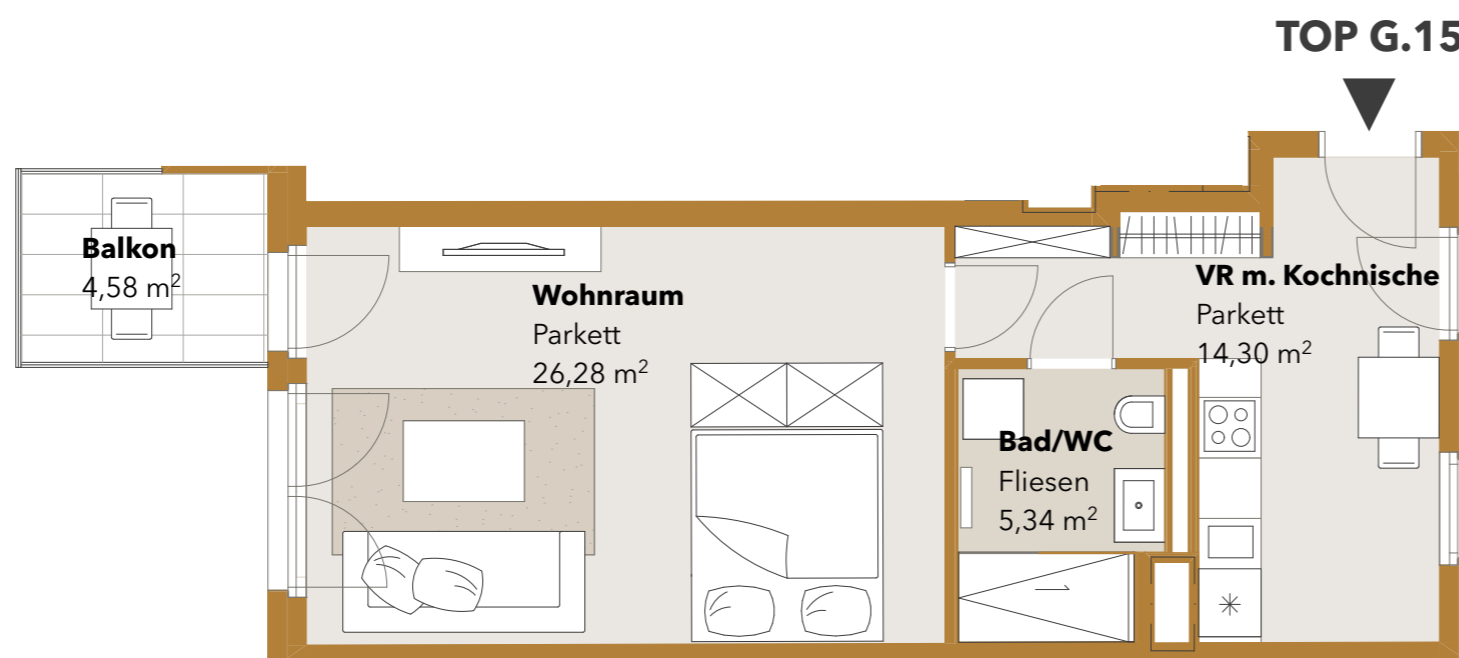 TOP G.15
Balkon
4,58 m²
Wohnraum
Parkett
26,28 m²
VR m. Kochnische
Parkett
14,30 m²
Bad/WC
Fliesen
5,34 m²